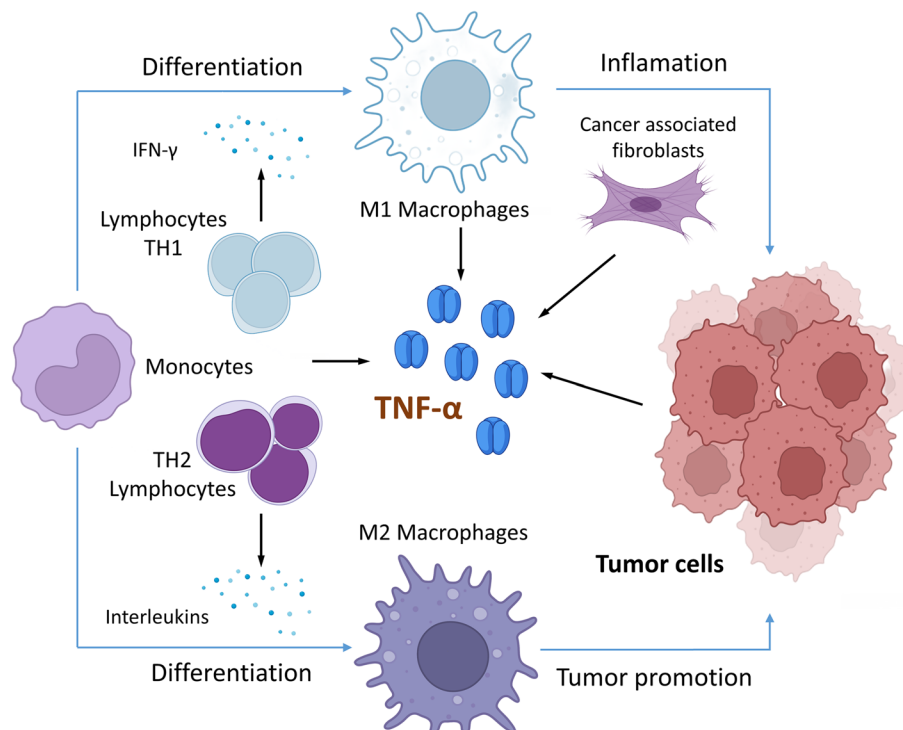 Differentiation
Inflamation
IFN-γ
Cancer associated
fibroblasts
Lymphocytes
TH1
M1 Macrophages
Monocytes
TNF-α
TH2
Lymphocytes
M2 Macrophages
Tumor cells
Interleukins
Differentiation
Tumor promotion